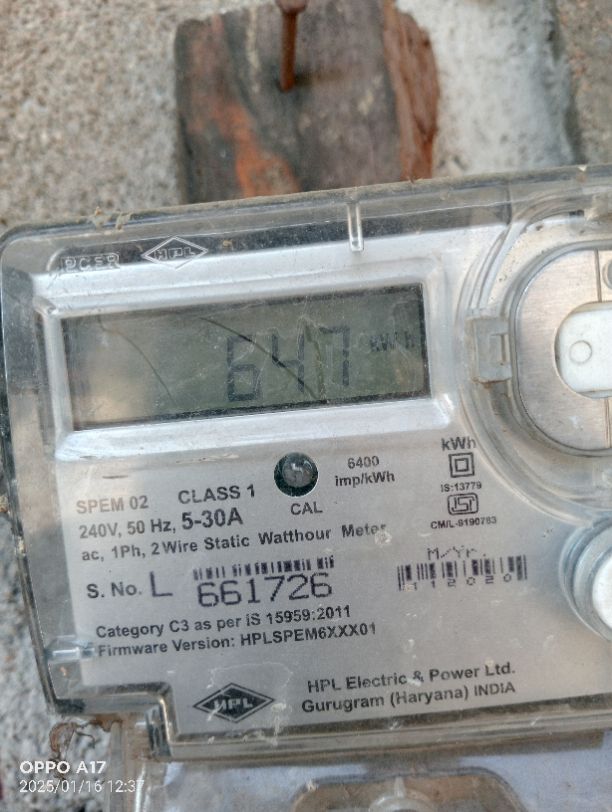 HPL
647 kWh
6400
imp/kWh
kWh
IS:13779
CM/L-9190783
SPEM 02 CLASS 1
CAL
240V, 50 Hz, 5-30A
ac, 1Ph, 2 Wire Static Watthour Meter
M/Yr.
S. No. L 661726
Category C3 as per IS 15959:2011
Firmware Version: HPLSPEM6XXX01
HPL
HPL Electric & Power Ltd.
Gurugram (Haryana) INDIA
OPPO A17
2025/01/16 12:37